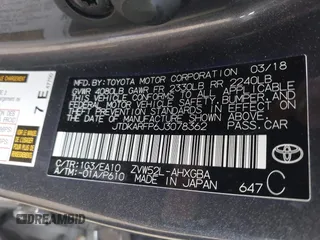 MFD. BY: TOYOTA MOTOR CORPORATION 03/18
GVWR 4080LB GAWR FR 2330LB RR 2240LB
THIS VEHICLE CONFORMS TO ALL APPLICABLE
FEDERAL MOTOR VEHICLE SAFETY, BUMPER, AND
THEFT PREVENTION STANDARDS IN EFFECT ON
THE DATE OF MANUFACTURE SHOWN ABOVE.
JTDKARFP6J3078362 PASS.CAR
C/TR:1G3/EA10 ZVW52L-AHXGBA
A/TM:-01A/P610 MADE IN JAPAN
647 C
TOYOTA
7 E
DREAMBID